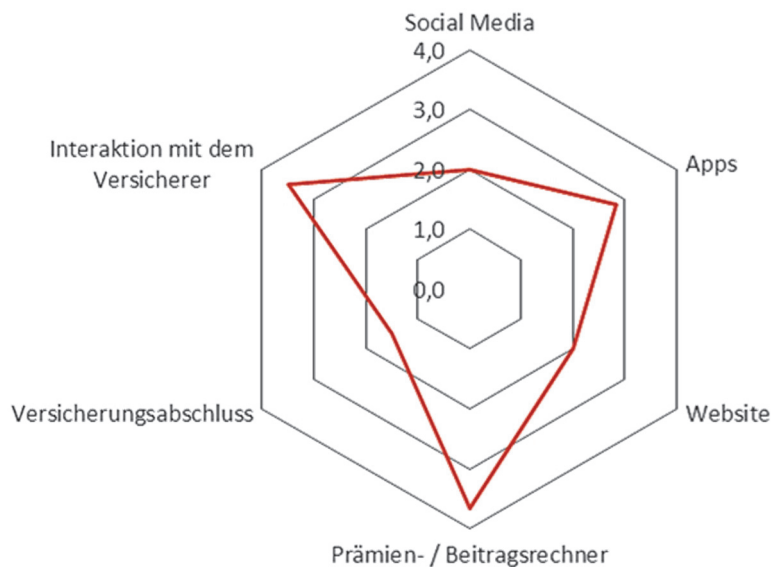 Social Media
4,0
3,0
Interaktion mit dem
Versicherer
2,0
Apps
1,0
0,0
Versicherungsabschluss
Website
Prämien- / Beitragsrechner